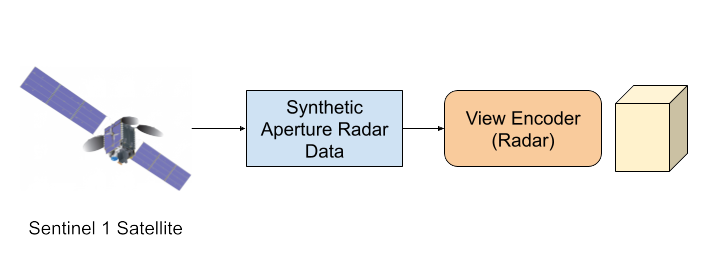 Synthetic
Aperture Radar
Data
View Encoder
(Radar)
Sentinel 1 Satellite